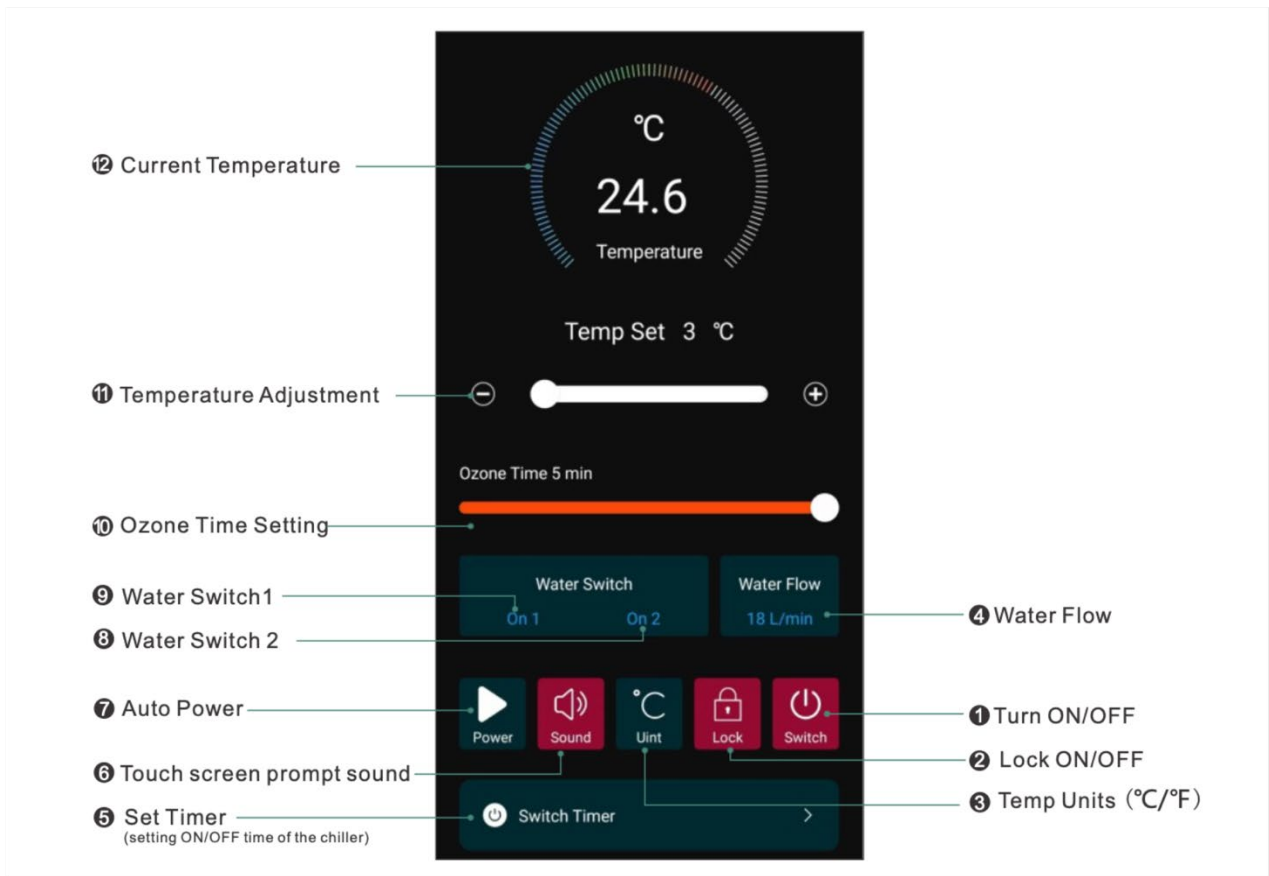 ℃
24.6
Temperature
⓬ Current Temperature
Temp Set 3 ℃
⓫ Temperature Adjustment
Ozone Time 5 min
❿ Ozone Time Setting
Water Switch
Water Flow
❾ Water Switch1
On 1
On 2
18 L/min
❹ Water Flow
❽ Water Switch 2
❼ Auto Power
℃
Power
Sound
Uint
Lock
Switch
❶ Turn ON/OFF
❷ Lock ON/OFF
❻ Touch screen prompt sound
❸ Temp Units (℃/℉)
❺ Set Timer
(setting ON/OFF time of the chiller)
Switch Timer